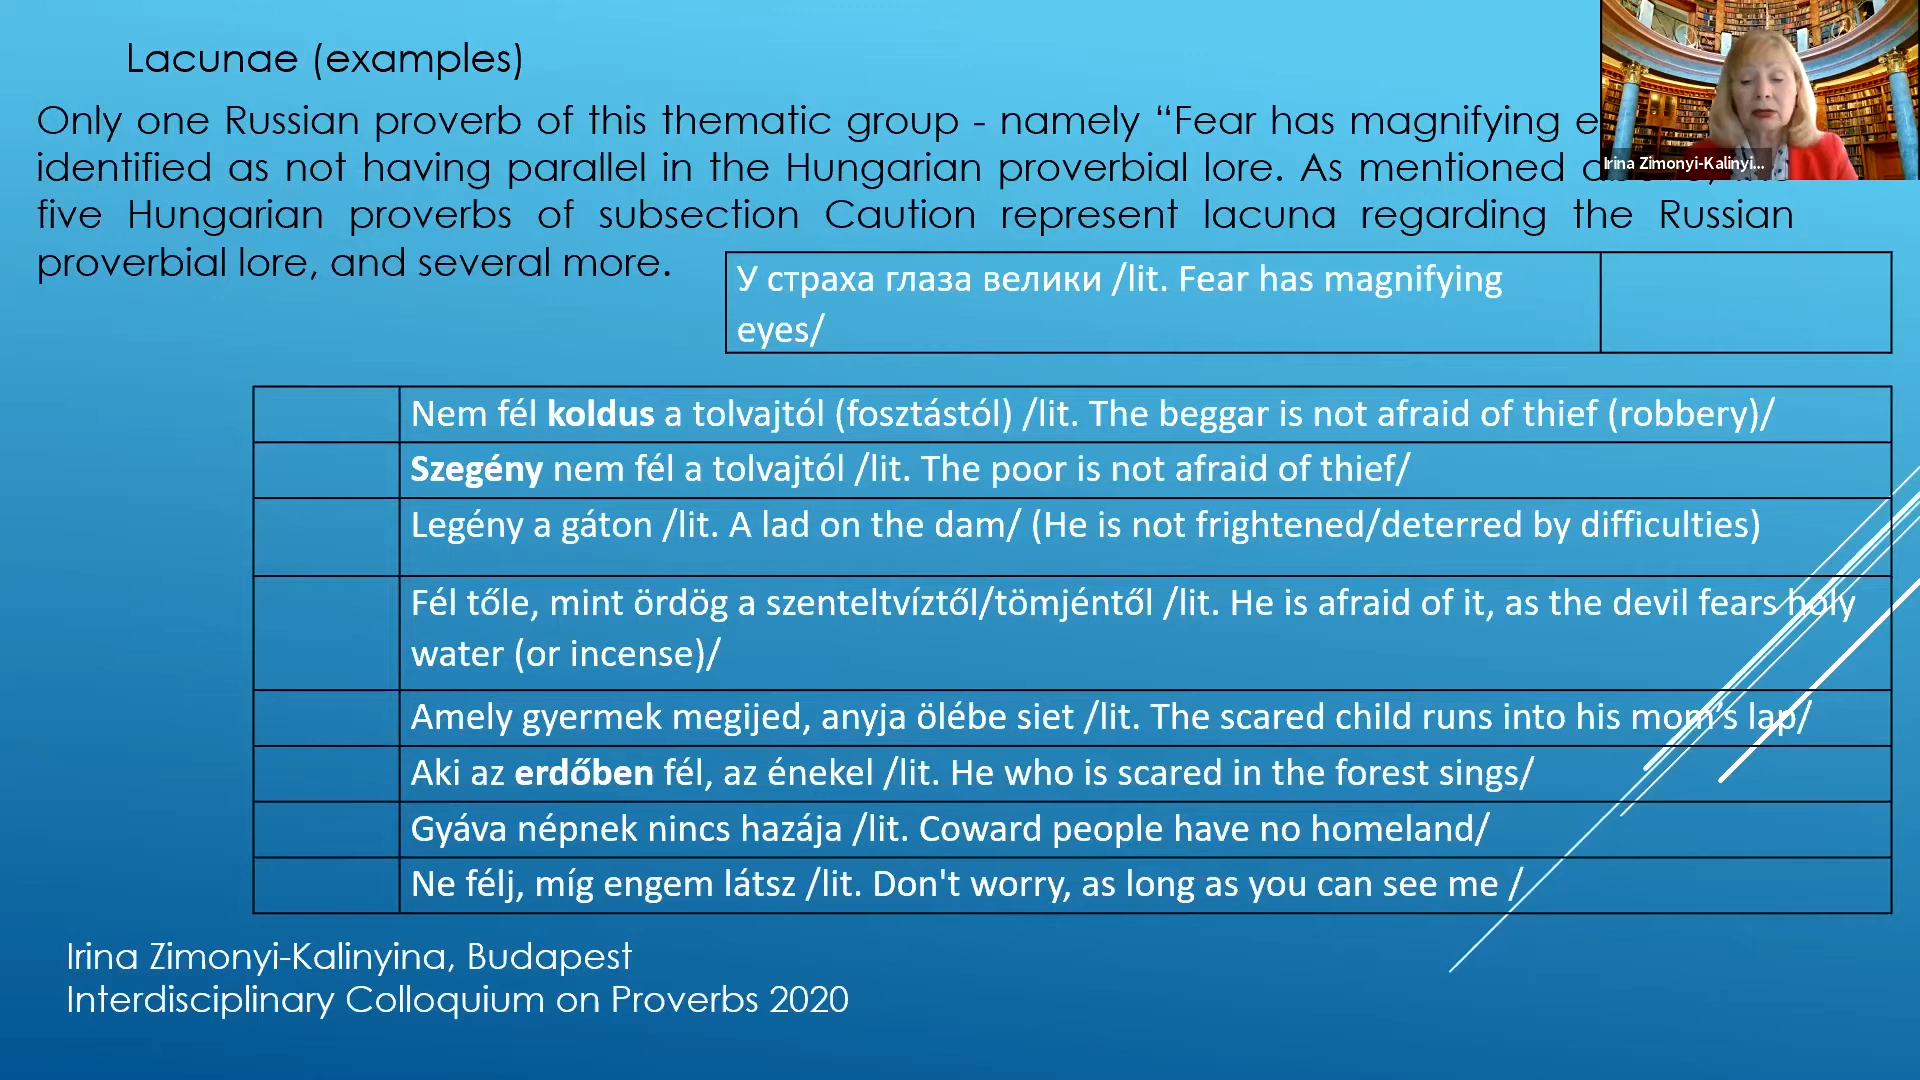 Lacunae (examples)
Only one Russian proverb of this thematic group - namely “Fear has magnifying
identified as not having parallel in the Hungarian proverbial lore. As mentioned
five Hungarian proverbs of subsection Caution represent lacuna regarding the Russian
proverbial lore, and several more.
У страха глаза велики /lit. Fear has magnifying
eyes/
Nem fél koldus a tolvajtól (fosztástól) /lit. The beggar is not afraid of thief (robbery)/
Szegény nem fél a tolvajtól /lit. The poor is not afraid of thief/
Legény a gáton /lit. A lad on the dam/ (He is not frightened/deterred by difficulties)
Fél tőle, mint ördög a szenteltvíztől/tömjéntől /lit. He is afraid of it, as the devil fears holy
water (or incense)/
Amely gyermek megijed, anyja ölébe siet /lit. The scared child runs into his mom’s lap/
Aki az erdőben fél, az énekel /lit. He who is scared in the forest sings/
Gyáva népnek nincs hazája /lit. Coward people have no homeland/
Ne félj, míg engem látsz /lit. Don't worry, as long as you can see me /
Irina Zimonyi-Kalinyina, Budapest
Interdisciplinary Colloquium on Proverbs 2020
Irina Zimonyi-Kalinyi...